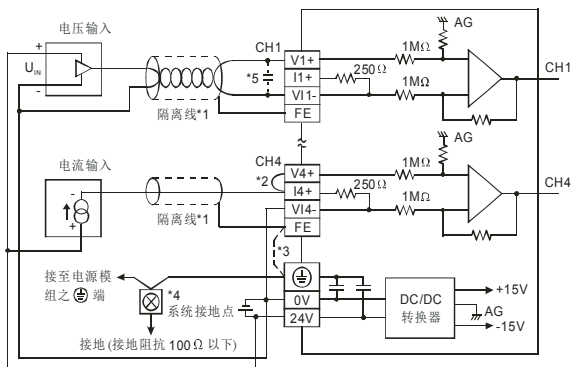 电压输入
+
UIN
-
隔离线*1
*5
CH1
V1+
I1+
VI1-
FE
250Ω
1MΩ
1MΩ
AG
CH1
电流输入
-
+
隔离线*1
CH4
*2
V4+
I4+
VI4-
FE
250Ω
1MΩ
1MΩ
AG
CH4
*3
接至电源模
组之 端
*4
系统接地点
接地(接地阻抗100Ω以下)
0V
24V
DC/DC
转换器
+15V
AG
-15V